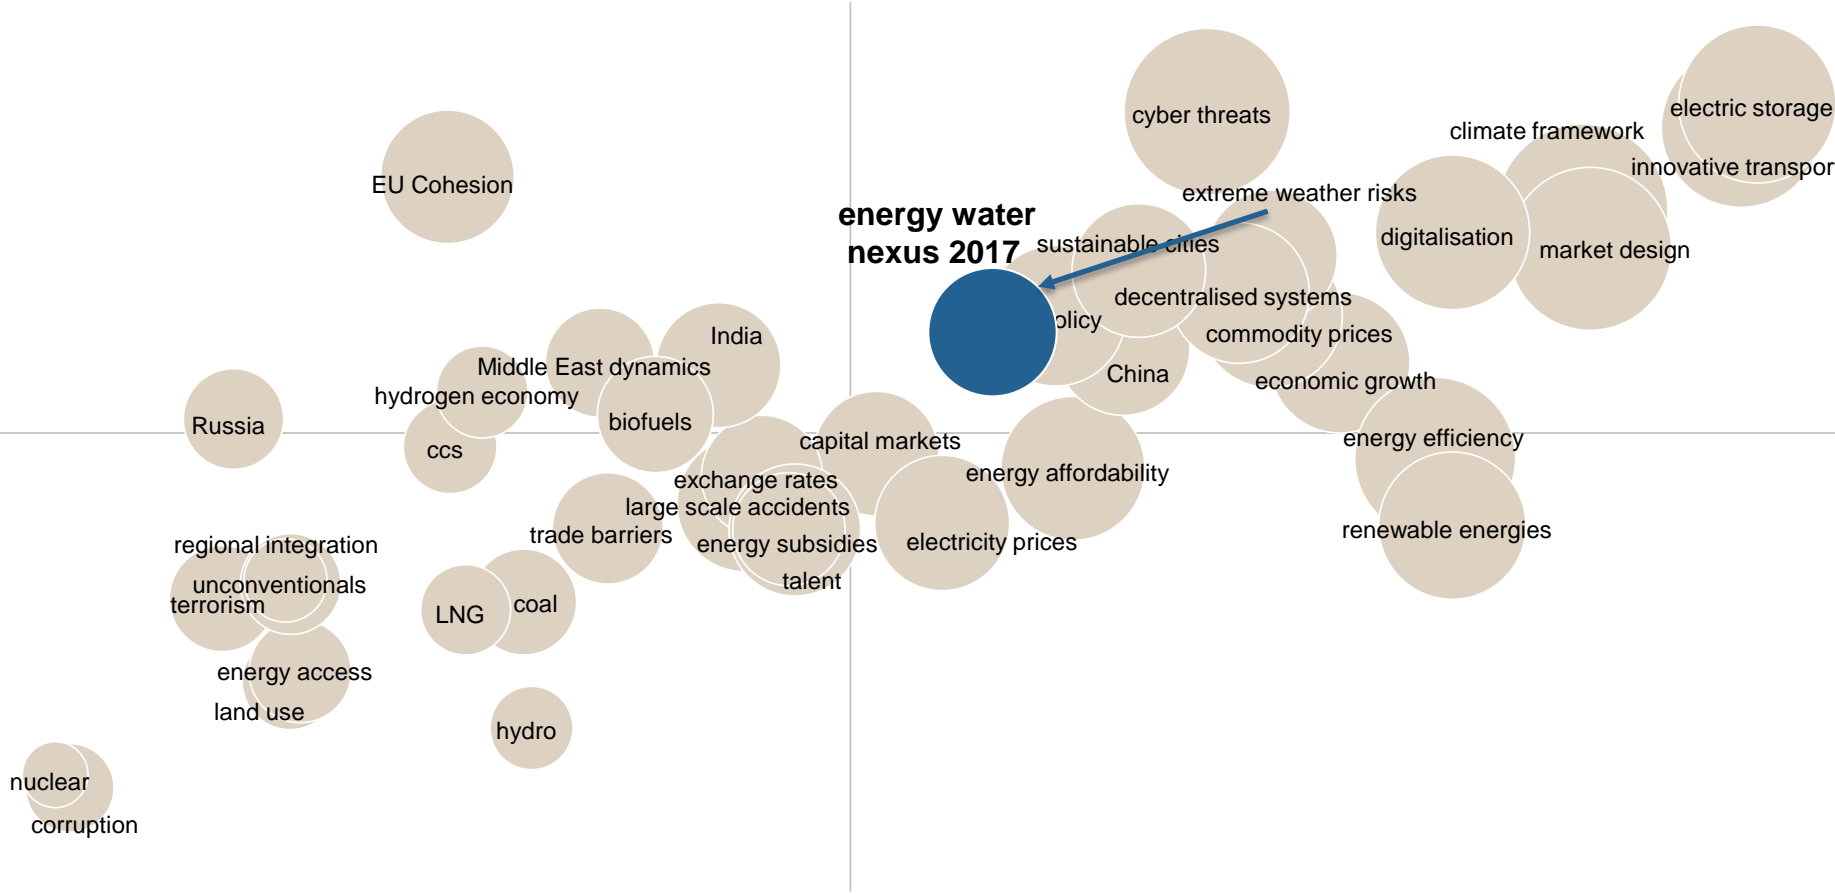 cyber threats
electric storage
climate framework
innovative transpor
EU Cohesion
extreme weather risks
energy water
nexus 2017
sustainable cities
digitalisation
market design
decentralised systems
olicy
commodity prices
India
Middle East dynamics
China
economic growth
hydrogen economy
biofuels
Russia
ccs
capital markets
energy efficiency
energy affordability
exchange rates
large scale accidents
trade barriers
energy subsidies
electricity prices
renewable energies
talent
regional integration
unconventionals
terrorism
LNG
coal
energy access
land use
hydro
nuclear
corruption